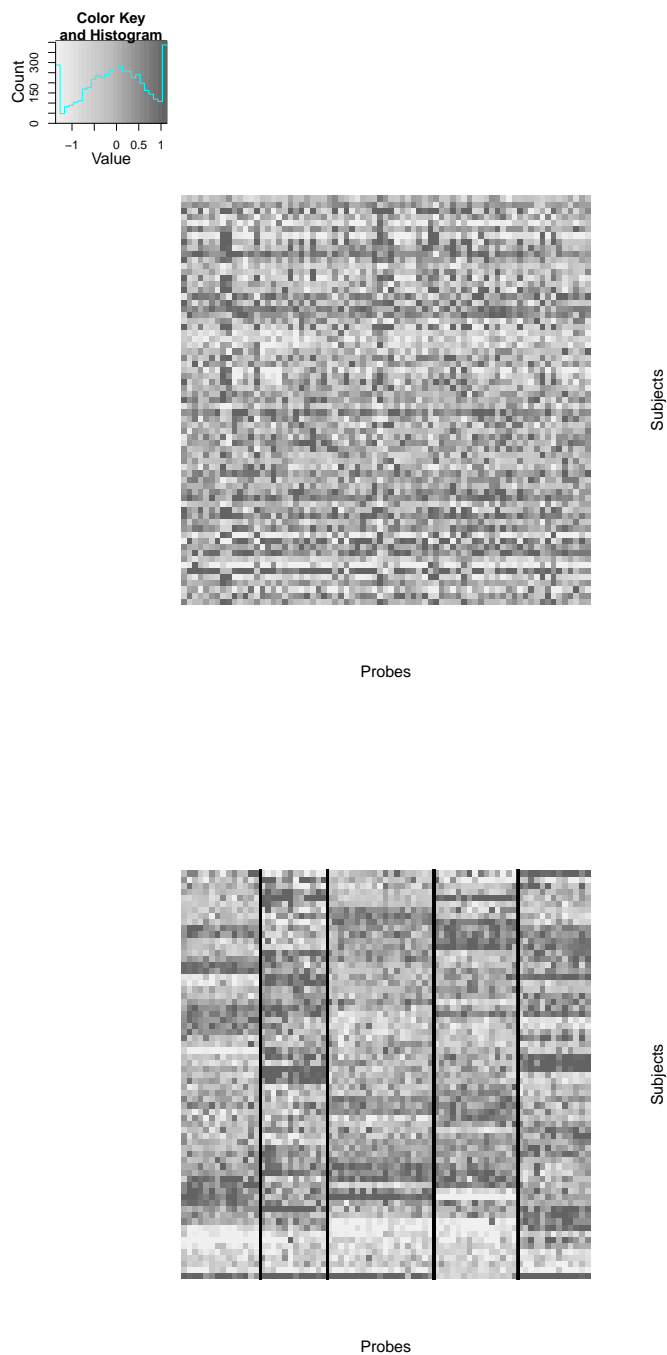 Color Key
and Histogram
Count
0 150 300
−1 0 0.5 1
Value
Subjects
Probes
Subjects
Probes